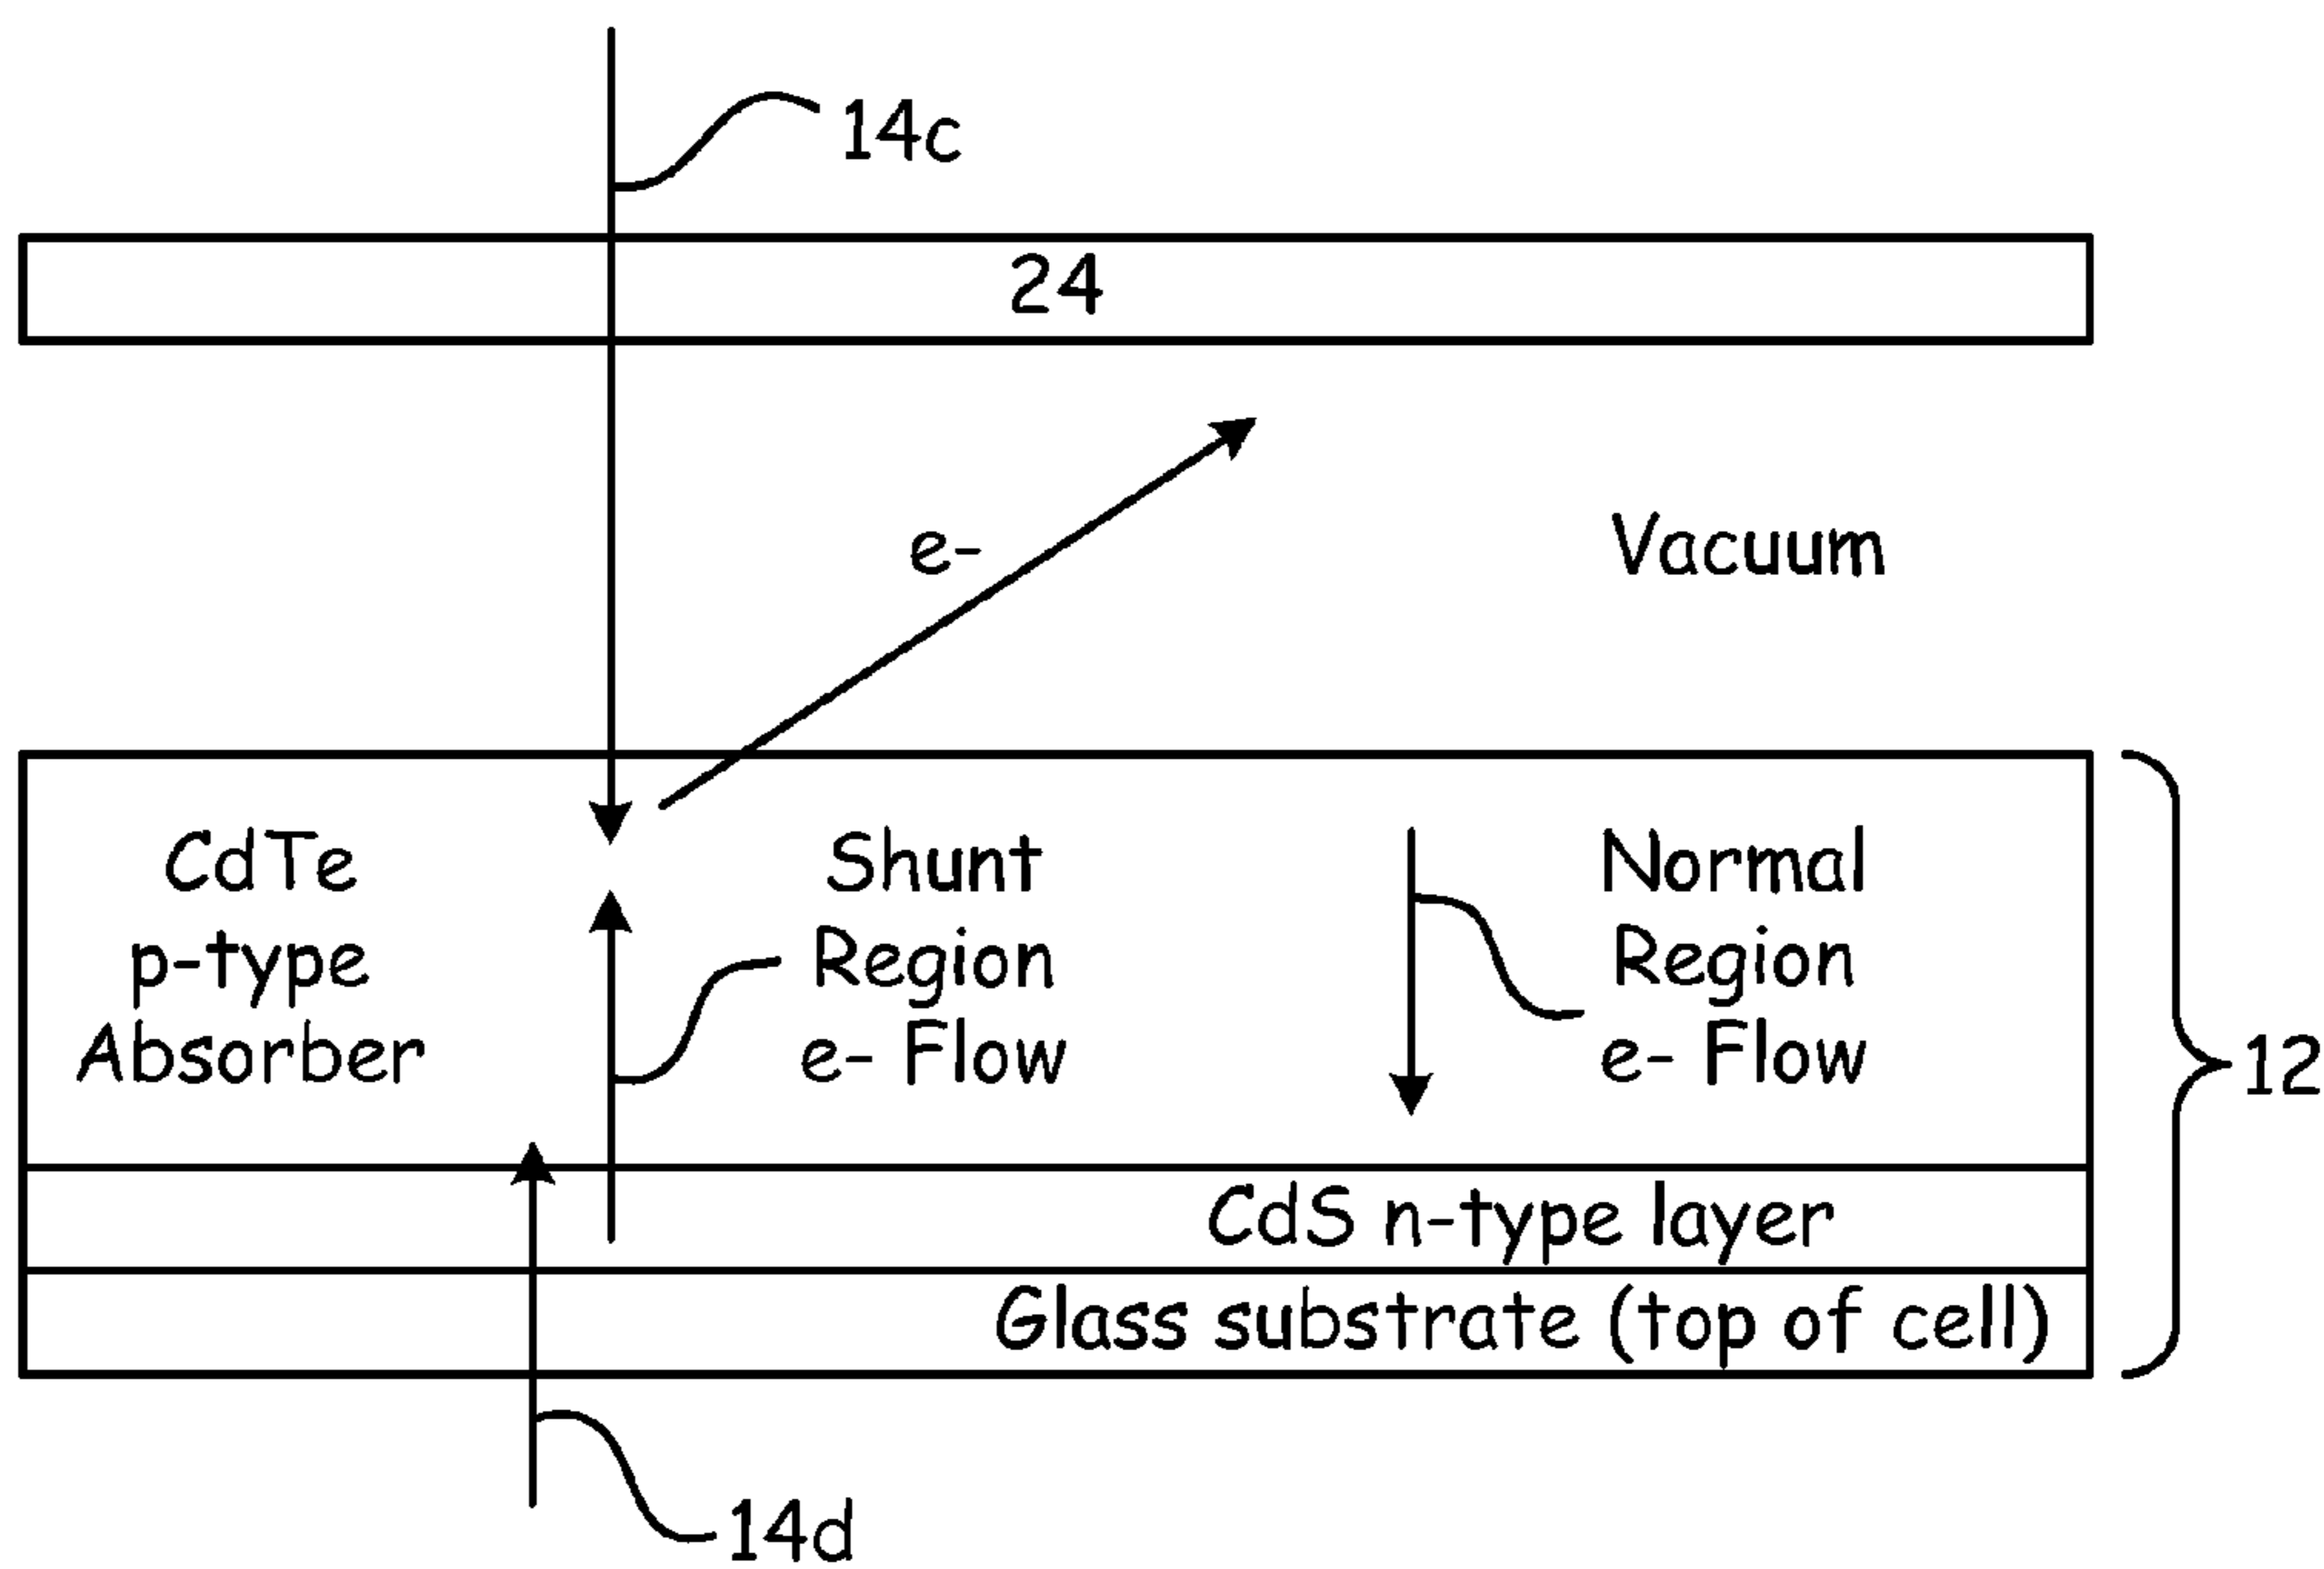 14c
24
e-
Vacuum
CdTe
p-type
Absorber
Shunt
Region
e- Flow
Normal
Region
e- Flow
12
CdS n-type layer
Glass substrate (top of cell)
14d